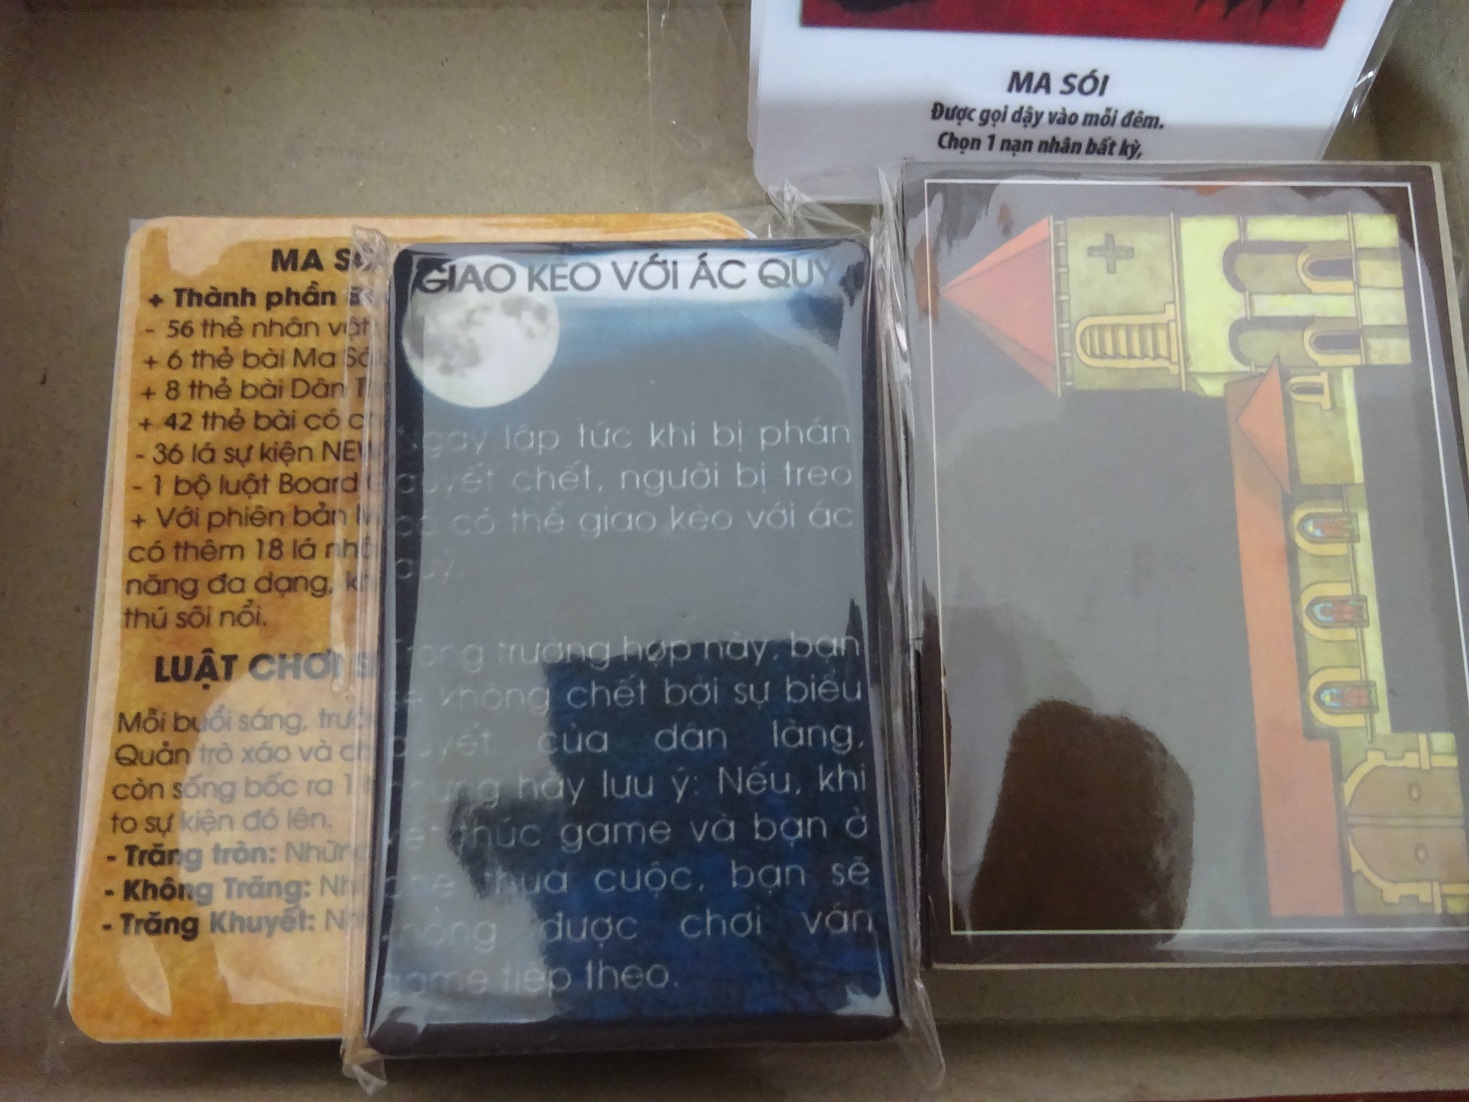 MA SÓI
Được gọi dậy vào mỗi đêm.
Chọn 1 nạn nhân bất kỳ,
MA
+ Thành phần
- 56 thẻ nhân vật
+ 6 thẻ bài Ma
+ 8 thẻ bài Dân
+ 42 thẻ bài có
- 36 lá sự kiện NEW
- 1 bộ luật Board
+ Với phiên bản
có thêm 18 lá
năng đa dạng,
thú sôi nổi.
LUẬT CHƠI
Mỗi buổi sáng,
Quản trò xáo và
còn sống bốc ra 1
to sự kiện đó lên.
- Trăng tròn:
- Không Trăng:
- Trăng Khuyết:
GIAO KÈO VỚI ÁC QUỶ
Ngay lập tức khi bị phán
quyết chết, người bị treo
cổ có thể giao kèo với ác
quỷ.
Trong trường hợp này, bạn
sẽ không chết bởi sự biểu
quyết của dân làng,
nhưng hãy lưu ý: Nếu, khi
kết thúc game và bạn ở
phe thua cuộc, bạn sẽ
không được chơi ván
game tiếp theo.